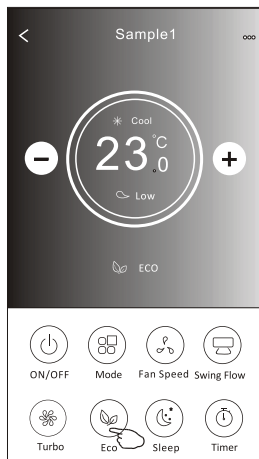 Sample1
Cool
23.0°C
Low
ECO
ON/OFF Mode Fan Speed Swing Flow
Turbo Eco Sleep Timer